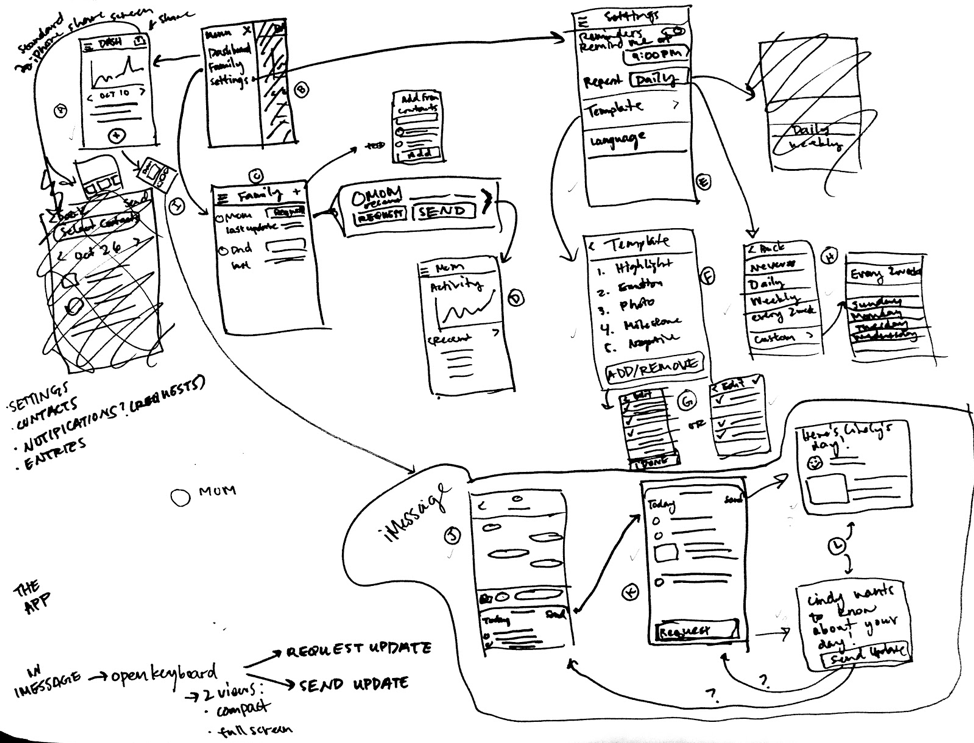 Standard
iPhone share screen
share
DASH
< OCT 10 >
+
A
Menu X
Dashboard
Family
Settings
B
Add from
contacts
Add
C
Family +
Mom
Request
last update
Dad
MOM
REQUEST
SEND
Mom
Activity
< Recent >
D
I
Send
Select Contacts
< Oct 26 >
Settings
Reminders
Remind me at
9:00PM
Repeat
Daily
Template >
Language
E
Daily
Weekly
< Template
1. Highlight
2. Emotion
3. Photo
4. Milestone
5. Negative
ADD/REMOVE
F
< Edit
DONE
G
OR
< Edit ✓
< Back
Never
Daily
Weekly
every 2 week
Custom >
H
Every 2 weeks
Sunday
Monday
Tuesday
Wednesday
· SETTINGS
· CONTACTS
· NOTIFICATIONS? (REQUESTS)
· ENTRIES
MOM
THE
APP
IN
IMESSAGE → open keyboard
→ REQUEST UPDATE
→ SEND UPDATE
→ 2 views:
· compact
· full screen
iMessage
J
Today
Send
K
Today
Send
Request
Here's Cindy's
day!
L
Cindy wants
to know
about your
day!
Send Update
?
?